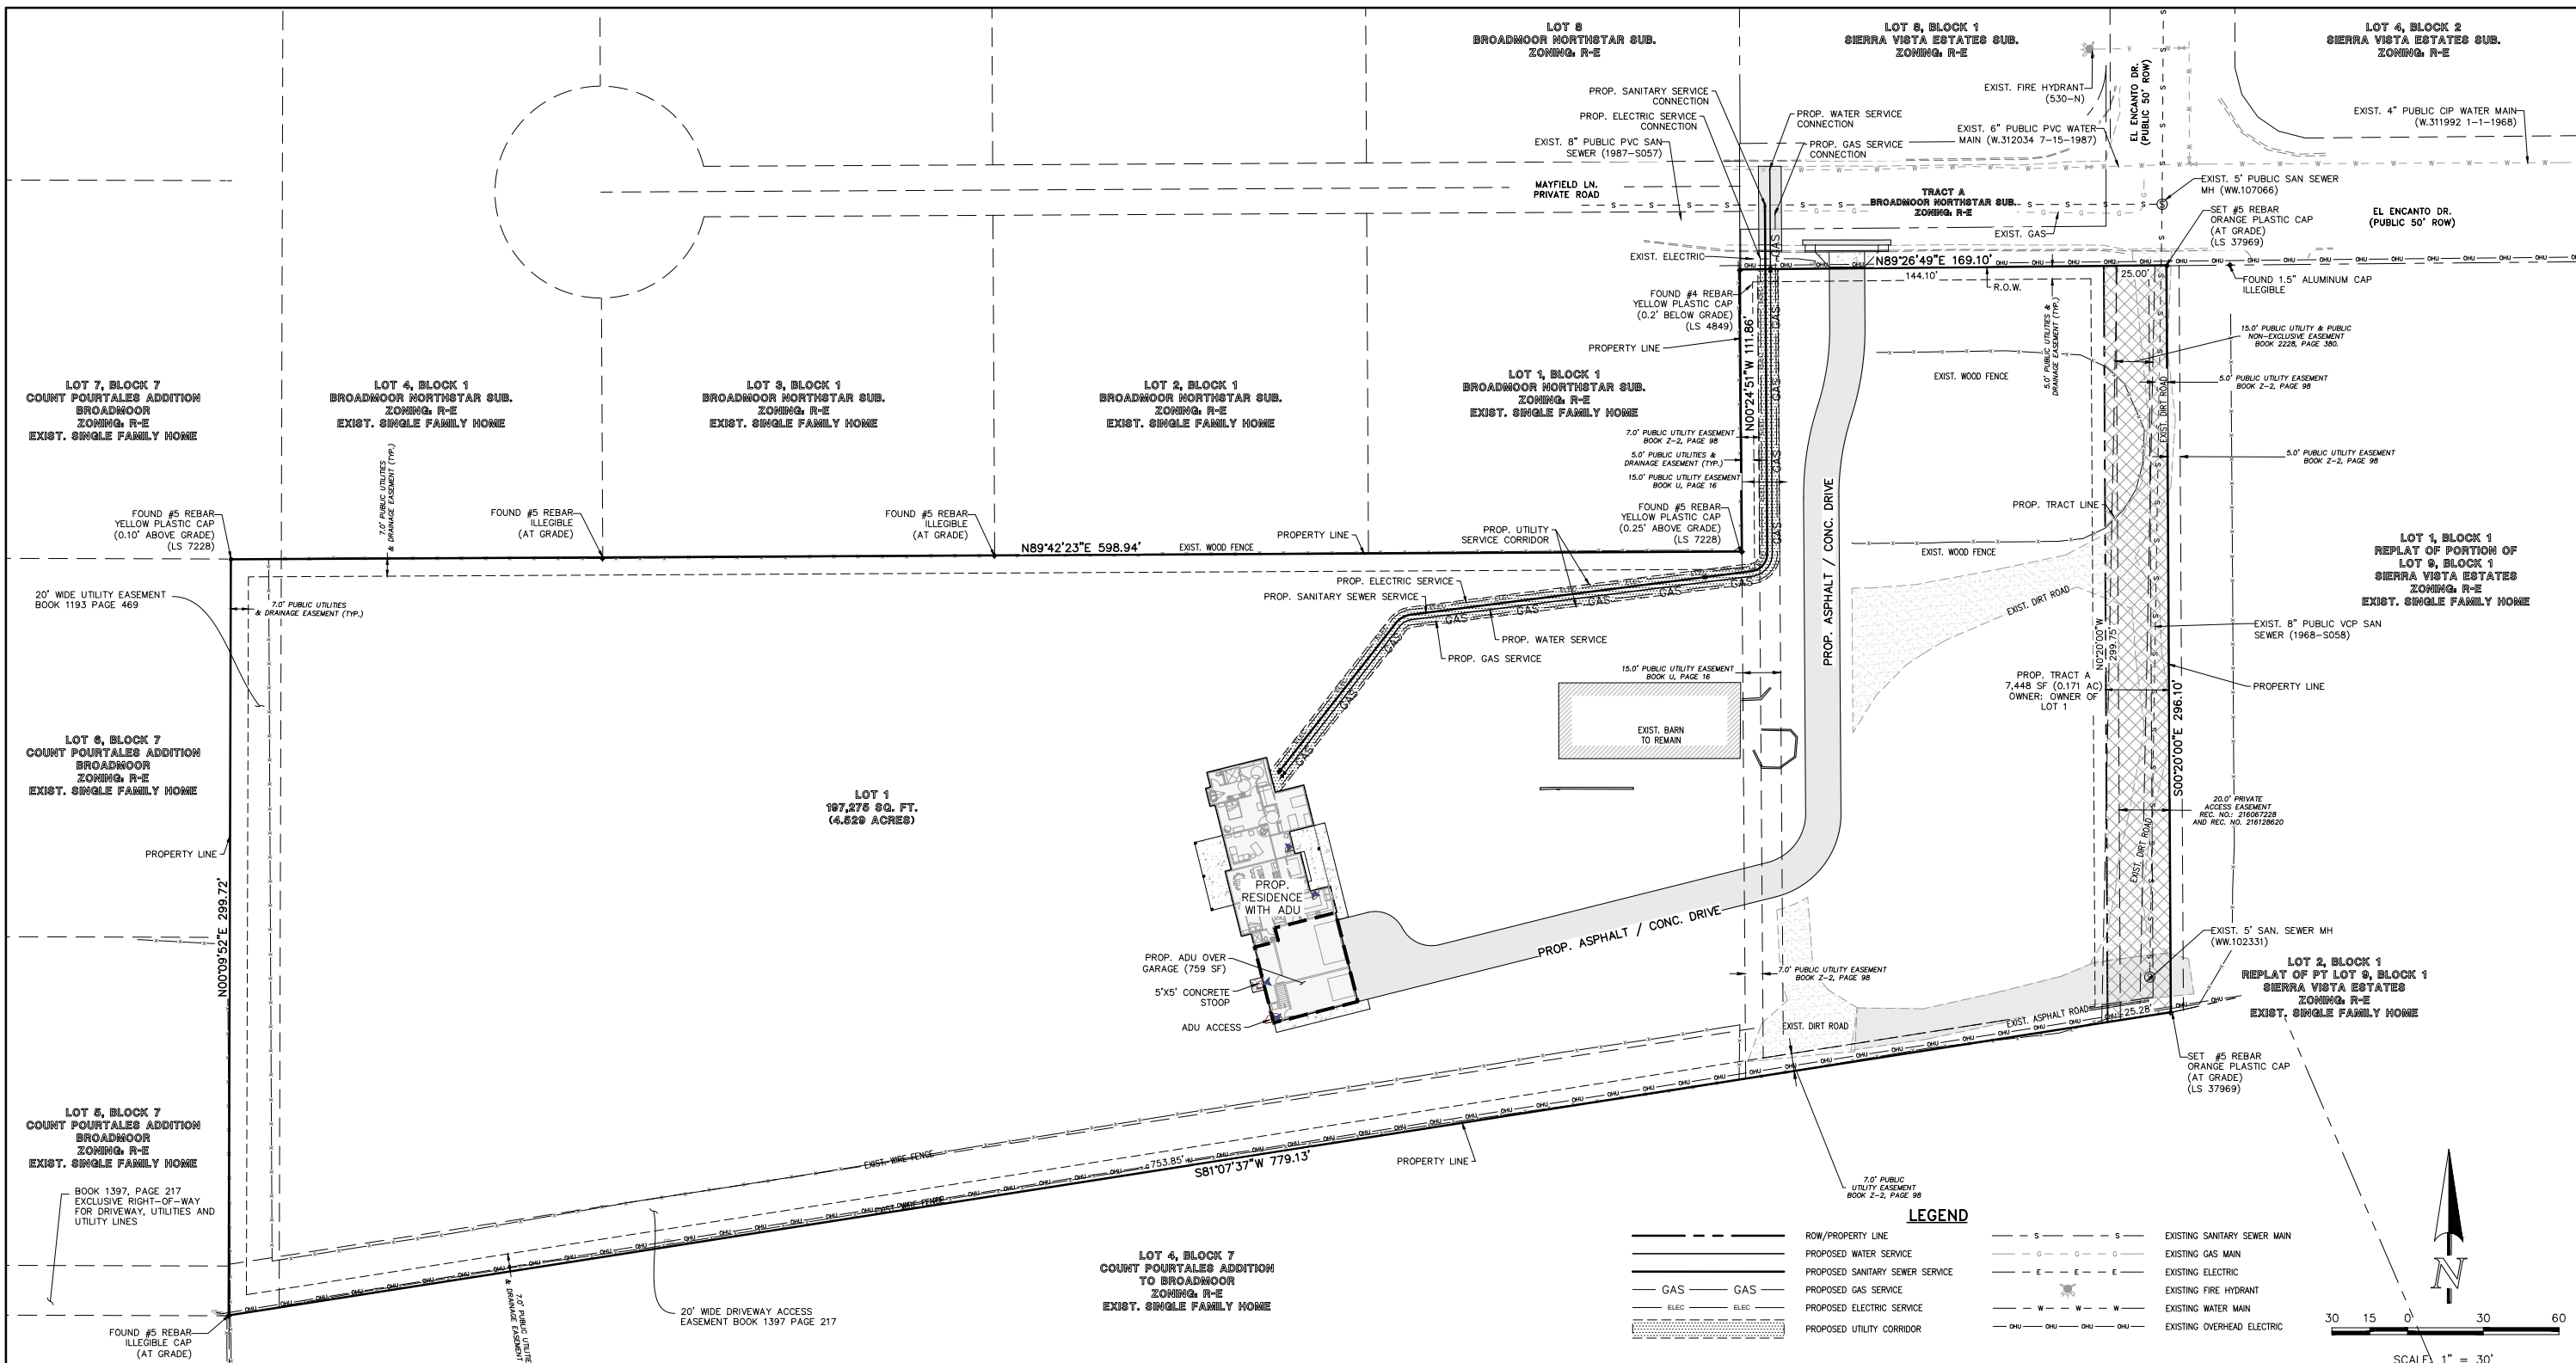 LOT 8
BROADMOOR NORTHSTAR SUB.
ZONING: R-E
LOT 8, BLOCK 1
SIERRA VISTA ESTATES SUB.
ZONING: R-E
LOT 4, BLOCK 2
SIERRA VISTA ESTATES SUB.
ZONING: R-E
EL ENCANTO DR.
(PUBLIC 50' ROW)
EXIST. FIRE HYDRANT
(530-N)
EXIST. 4" PUBLIC CIP WATER MAIN
(W.311992 1-1-1968)
PROP. SANITARY SERVICE
CONNECTION
PROP. ELECTRIC SERVICE
CONNECTION
EXIST. 8" PUBLIC PVC SAN
SEWER (1987-S057)
PROP. WATER SERVICE
CONNECTION
PROP. GAS SERVICE
CONNECTION
EXIST. 6" PUBLIC PVC WATER
MAIN (W.312034 7-15-1987)
MAYFIELD LN.
PRIVATE ROAD
TRACT A
BROADMOOR NORTHSTAR SUB.
ZONING: R-E
EXIST. 5' PUBLIC SAN SEWER
MH (WW.107066)
SET #5 REBAR
ORANGE PLASTIC CAP
(AT GRADE)
(LS 37969)
EL ENCANTO DR.
(PUBLIC 50' ROW)
EXIST. GAS
EXIST. ELECTRIC
N89°26'49"E 169.10'
144.10'
25.00'
R.O.W.
FOUND 1.5" ALUMINUM CAP
ILLEGIBLE
FOUND #4 REBAR
YELLOW PLASTIC CAP
(0.2' BELOW GRADE)
(LS 4849)
N00°24'51"W 111.86'
PROPERTY LINE
5.0' PUBLIC UTILITIES &
DRAINAGE EASEMENT (TYP.)
15.0' PUBLIC UTILITY & PUBLIC
NON-EXCLUSIVE EASEMENT
BOOK 2228, PAGE 380.
EXIST. WOOD FENCE
5.0' PUBLIC UTILITY EASEMENT
BOOK Z-2, PAGE 98
EXIST. DIRT ROAD
LOT 7, BLOCK 7
COUNT POURTALES ADDITION
BROADMOOR
ZONING: R-E
EXIST. SINGLE FAMILY HOME
LOT 4, BLOCK 1
BROADMOOR NORTHSTAR SUB.
ZONING: R-E
EXIST. SINGLE FAMILY HOME
LOT 3, BLOCK 1
BROADMOOR NORTHSTAR SUB.
ZONING: R-E
EXIST. SINGLE FAMILY HOME
LOT 2, BLOCK 1
BROADMOOR NORTHSTAR SUB.
ZONING: R-E
EXIST. SINGLE FAMILY HOME
LOT 1, BLOCK 1
BROADMOOR NORTHSTAR SUB.
ZONING: R-E
EXIST. SINGLE FAMILY HOME
7.0' PUBLIC UTILITY EASEMENT
BOOK Z-2, PAGE 98
5.0' PUBLIC UTILITIES &
DRAINAGE EASEMENT (TYP.)
15.0' PUBLIC UTILITY EASEMENT
BOOK U, PAGE 16
5.0' PUBLIC UTILITY EASEMENT
BOOK Z-2, PAGE 98
7.0' PUBLIC UTILITIES
& DRAINAGE EASEMENT (TYP.)
FOUND #5 REBAR
YELLOW PLASTIC CAP
(0.10' ABOVE GRADE)
(LS 7228)
FOUND #5 REBAR
ILLEGIBLE
(AT GRADE)
FOUND #5 REBAR
ILLEGIBLE
(AT GRADE)
FOUND #5 REBAR
YELLOW PLASTIC CAP
(0.25' ABOVE GRADE)
(LS 7228)
N89°42'23"E 598.94'
EXIST. WOOD FENCE
PROPERTY LINE
PROP. UTILITY
SERVICE CORRIDOR
PROP. ASPHALT / CONC. DRIVE
PROP. TRACT LINE
EXIST. WOOD FENCE
LOT 1, BLOCK 1
REPLAT OF PORTION OF
LOT 9, BLOCK 1
SIERRA VISTA ESTATES
ZONING: R-E
EXIST. SINGLE FAMILY HOME
20' WIDE UTILITY EASEMENT
BOOK 1193 PAGE 469
7.0' PUBLIC UTILITIES
& DRAINAGE EASEMENT (TYP.)
PROP. ELECTRIC SERVICE
PROP. SANITARY SEWER SERVICE
PROP. WATER SERVICE
PROP. GAS SERVICE
EXIST. DIRT ROAD
EXIST. 8" PUBLIC VCP SAN
SEWER (1968-S058)
N0°20'00"W
299.75'
15.0' PUBLIC UTILITY EASEMENT
BOOK U, PAGE 16
PROP. TRACT A
7,448 SF (0.171 AC)
OWNER: OWNER OF
LOT 1
PROPERTY LINE
S00°20'00"E 296.10'
EXIST. BARN
TO REMAIN
LOT 6, BLOCK 7
COUNT POURTALES ADDITION
BROADMOOR
ZONING: R-E
EXIST. SINGLE FAMILY HOME
LOT 1
197,275 SQ. FT.
(4.529 ACRES)
20.0' PRIVATE
ACCESS EASEMENT
REC. NO.: 216067228
AND REC. NO. 216128620
EXIST. DIRT ROAD
PROPERTY LINE
N00°09'52"E 299.72'
PROP.
RESIDENCE
WITH ADU
PROP. ASPHALT / CONC. DRIVE
PROP. ADU OVER
GARAGE (759 SF)
5'X5' CONCRETE
STOOP
ADU ACCESS
7.0' PUBLIC UTILITY EASEMENT
BOOK Z-2, PAGE 98
EXIST. 5' SAN. SEWER MH
(WW.102331)
LOT 2, BLOCK 1
REPLAT OF PT LOT 9, BLOCK 1
SIERRA VISTA ESTATES
ZONING: R-E
EXIST. SINGLE FAMILY HOME
EXIST. DIRT ROAD
EXIST. ASPHALT ROAD
25.28'
SET #5 REBAR
ORANGE PLASTIC CAP
(AT GRADE)
(LS 37969)
LOT 5, BLOCK 7
COUNT POURTALES ADDITION
BROADMOOR
ZONING: R-E
EXIST. SINGLE FAMILY HOME
EXIST. WIRE FENCE
753.85'
S81°07'37"W 779.13'
PROPERTY LINE
BOOK 1397, PAGE 217
EXCLUSIVE RIGHT-OF-WAY
FOR DRIVEWAY, UTILITIES AND
UTILITY LINES
7.0' PUBLIC
UTILITY EASEMENT
BOOK Z-2, PAGE 98
LOT 4, BLOCK 7
COUNT POURTALES ADDITION
TO BROADMOOR
ZONING: R-E
EXIST. SINGLE FAMILY HOME
20' WIDE DRIVEWAY ACCESS
EASEMENT BOOK 1397 PAGE 217
& DRAINAGE EASEMENT
FOUND #5 REBAR
ILLEGIBLE CAP
(AT GRADE)
LEGEND
ROW/PROPERTY LINE
PROPOSED WATER SERVICE
PROPOSED SANITARY SEWER SERVICE
GAS GAS PROPOSED GAS SERVICE
ELEC ELEC PROPOSED ELECTRIC SERVICE
PROPOSED UTILITY CORRIDOR
S S EXISTING SANITARY SEWER MAIN
G G G EXISTING GAS MAIN
E E E EXISTING ELECTRIC
EXISTING FIRE HYDRANT
W W W EXISTING WATER MAIN
OHU OHU OHU EXISTING OVERHEAD ELECTRIC
N
30 15 0 30 60
SCALE: 1" = 30'